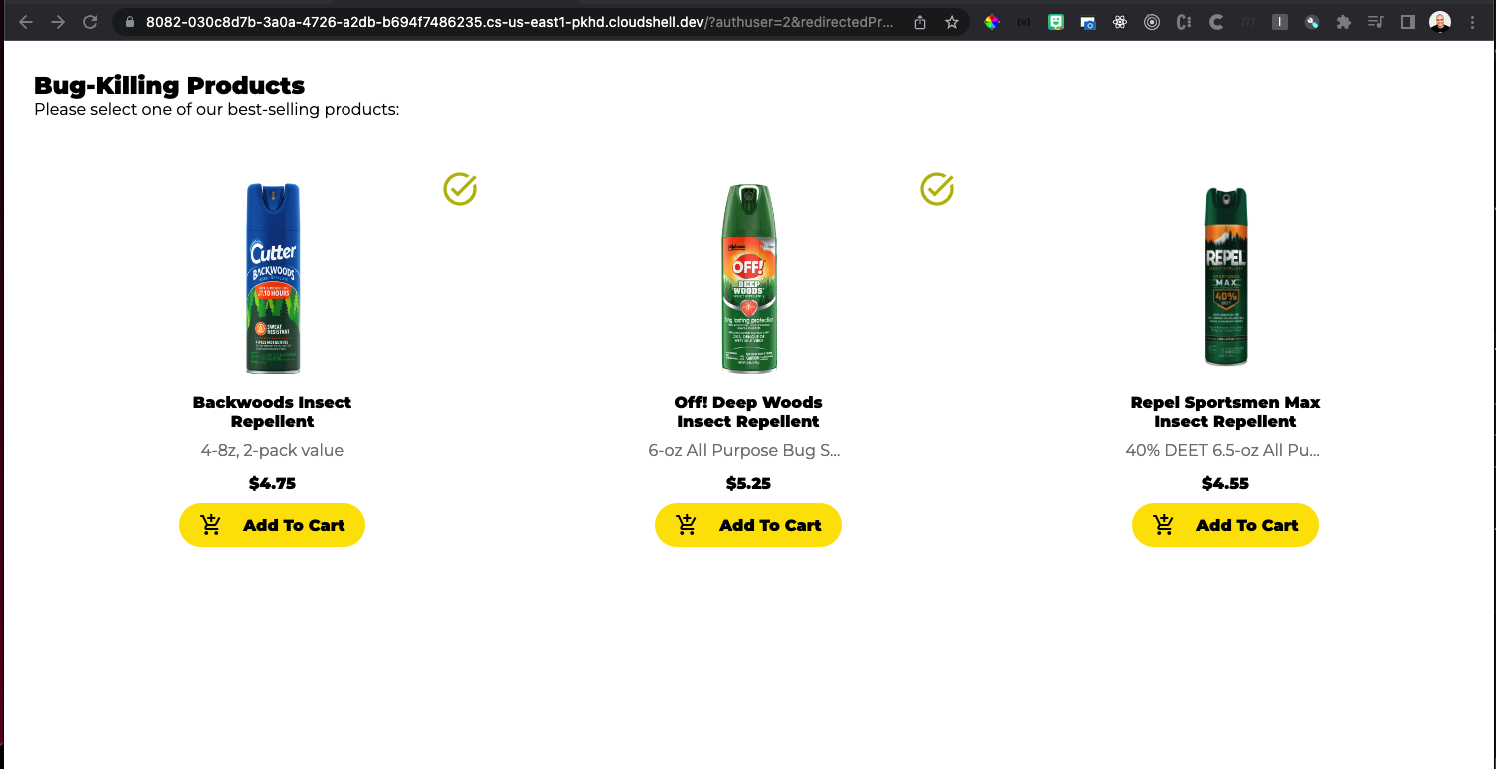 8082-030c8d7b-3a0a-4726-a2db-b694f7486235.cs-us-east1-pkhd.cloudshell.dev/?authuser=2&redirectedPr...
Bug-Killing Products
Please select one of our best-selling products:
Cutter
BACKWOODS
10 HOURS
SWEAT
RESISTANT
OFF!
DEEP
WOODS
long lasting protection
REPEL
MAX
40%
Backwoods Insect
Repellent
4-8z, 2-pack value
$4.75
Add To Cart
Off! Deep Woods
Insect Repellent
6-oz All Purpose Bug S...
$5.25
Add To Cart
Repel Sportsmen Max
Insect Repellent
40% DEET 6.5-oz All Pu...
$4.55
Add To Cart